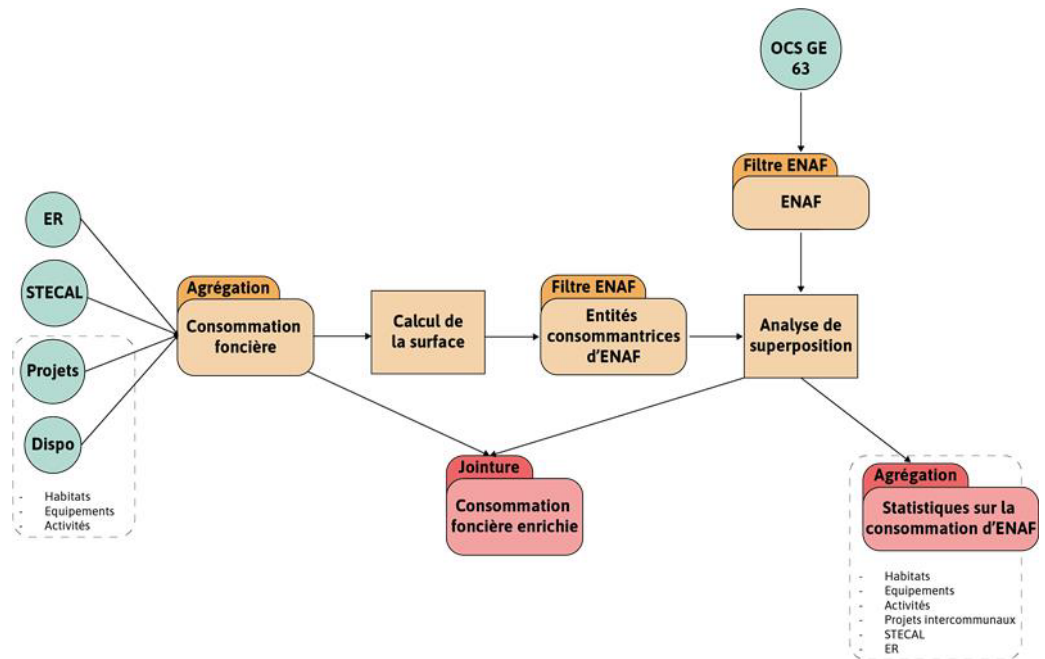 OCS GE
63
Filtre ENAF
ENAF
ER
STECAL
Projets
Dispo
- Habitats
- Equipements
- Activités
Agrégation
Consommation
foncière
Calcul de
la surface
Filtre ENAF
Entités
consommantrices
d'ENAF
Analyse de
superposition
Jointure
Consommation
foncière enrichie
Agrégation
Statistiques sur la
consommation d'ENAF
- Habitats
- Equipements
- Activités
- Projets intercommunaux
- STECAL
- ER